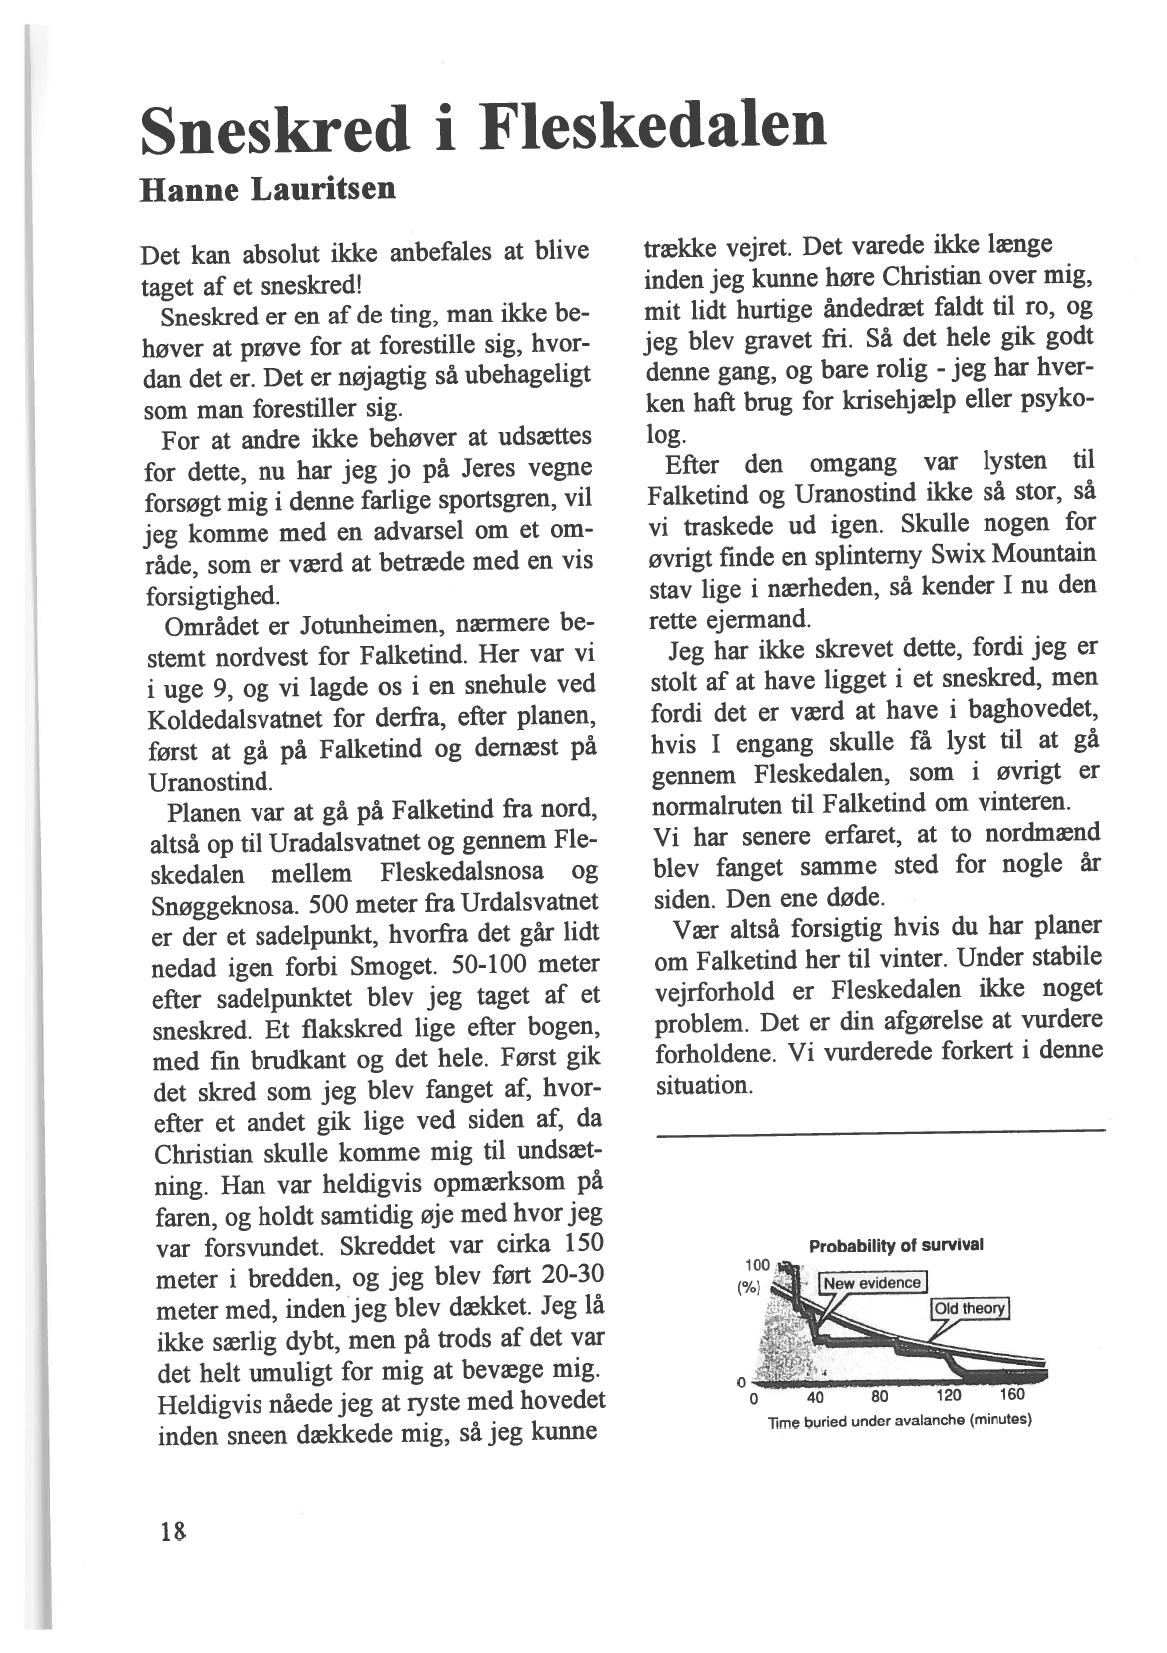 Sneskred i Fleskedalen
Hanne Lauritsen
Det kan absolut ikke anbefales at blive
taget af et sneskred!
Sneskred er en af de ting, man ikke be-
høver at prøve for at forestille sig, hvor-
dan det er. Det er nøjagtig så ubehageligt
som man forestiller sig.
For at andre ikke behøver at udsættes
for dette, nu har jeg jo på Jeres vegne
forsøgt mig i denne farlige sportsgren, vil
jeg komme med en advarsel om et om-
råde, som er værd at betræde med en vis
forsigtighed.
Området er Jotunheimen, nærmere be-
stemt nordvest for Falketind. Her var vi
i uge 9, og vi lagde os i en snehule ved
Koldedalsvatnet for derfra, efter planen,
først at gå på Falketind og dernæst på
Uranostind.
Planen var at gå på Falketind fra nord,
altså op til Uradalsvatnet og gennem Fle-
skedalen mellem Fleskedalsnosa og
Snøggeknosa. 500 meter fra Urdalsvatnet
er der et sadelpunkt, hvorfra det går lidt
nedad igen forbi Smoget. 50-100 meter
efter sadelpunktet blev jeg taget af et
sneskred. Et flakskred lige efter bogen,
med fin brudkant og det hele. Først gik
det skred som jeg blev fanget af, hvor-
efter et andet gik lige ved siden af, da
Christian skulle komme mig til undsæt-
ning. Han var heldigvis opmærksom på
faren, og holdt samtidig øje med hvor jeg
var forsvundet. Skreddet var cirka 150
meter i bredden, og jeg blev ført 20-30
meter med, inden jeg blev dækket. Jeg lå
ikke særlig dybt, men på trods af det var
det helt umuligt for mig at bevæge mig.
Heldigvis nåede jeg at ryste med hovedet
inden sneen dækkede mig, så jeg kunne
trække vejret. Det varede ikke længe
inden jeg kunne høre Christian over mig,
mit lidt hurtige åndedræt faldt til ro, og
jeg blev gravet fri. Så det hele gik godt
denne gang, og bare rolig - jeg har hver-
ken haft brug for krisehjælp eller psyko-
log.
Efter den omgang var lysten til
Falketind og Uranostind ikke så stor, så
vi traskede ud igen. Skulle nogen for
øvrigt finde en splinterny Swix Mountain
stav lige i nærheden, så kender I nu den
rette ejermand.
Jeg har ikke skrevet dette, fordi jeg er
stolt af at have ligget i et sneskred, men
fordi det er værd at have i baghovedet,
hvis I engang skulle få lyst til at gå
gennem Fleskedalen, som i øvrigt er
normalruten til Falketind om vinteren.
Vi har senere erfaret, at to nordmænd
blev fanget samme sted for nogle år
siden. Den ene døde.
Vær altså forsigtig hvis du har planer
om Falketind her til vinter. Under stabile
vejrforhold er Fleskedalen ikke noget
problem. Det er din afgørelse at vurdere
forholdene. Vi vurderede forkert i denne
situation.
Probability of survival
100
(%)
New evidence
Old theory
0
0 40 80 120 160
Time buried under avalanche (minutes)
18